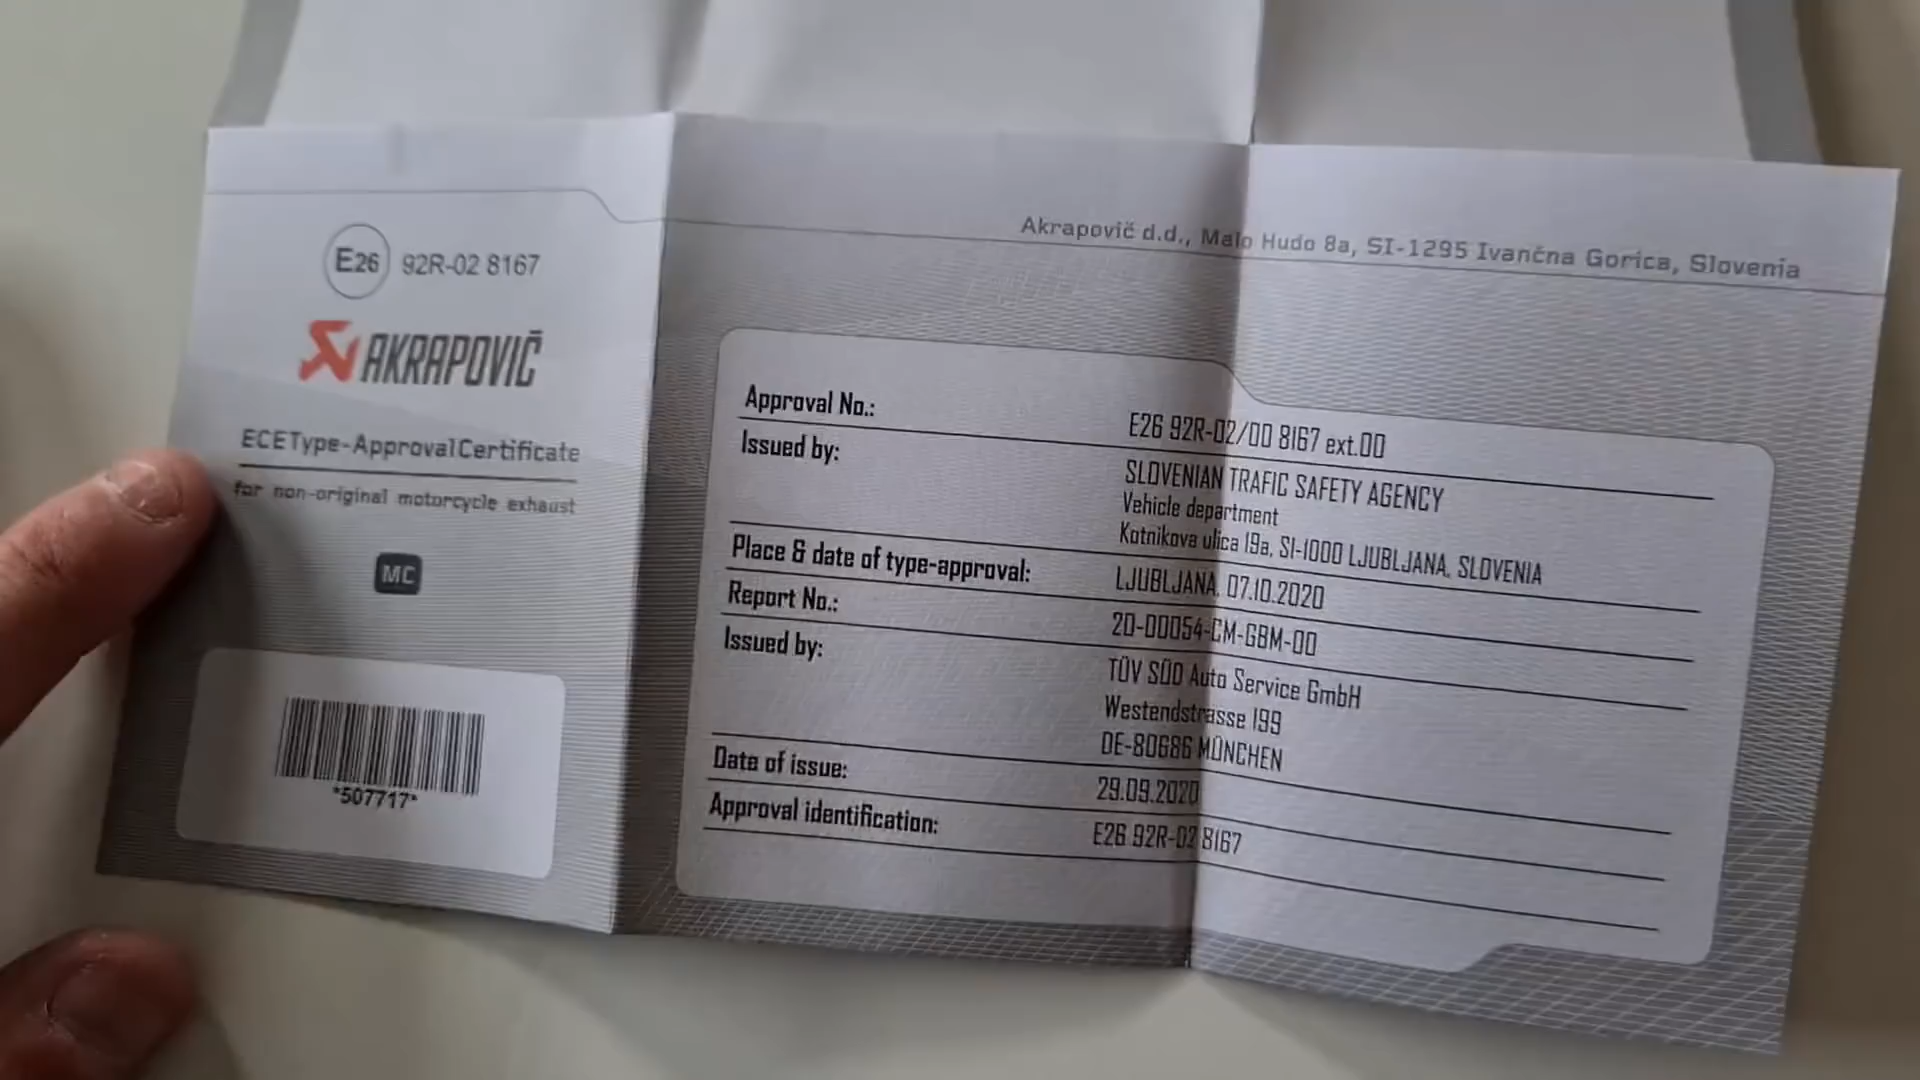 Akrapovič d.d., Malo Hudo 8a, SI-1295 Ivančna Gorica, Slovenia
E26 92R-02 8167
AKRAPOVIČ
ECE Type-Approval Certificate
for non-original motorcycle exhaust
MC
*507717*
Approval No.: E26 92R-02/00 8167 ext.00
Issued by: SLOVENIAN TRAFIC SAFETY AGENCY
Vehicle department
Kotnikova ulica 19a, SI-1000 LJUBLJANA, SLOVENIA
Place & date of type-approval: LJUBLJANA, 07.10.2020
Report No.: 20-00054-CM-GBM-00
Issued by: TÜV SÜD Auto Service GmbH
Westendstrasse 199
DE-80686 MÜNCHEN
Date of issue: 29.09.2020
Approval identification: E26 92R-02 8167